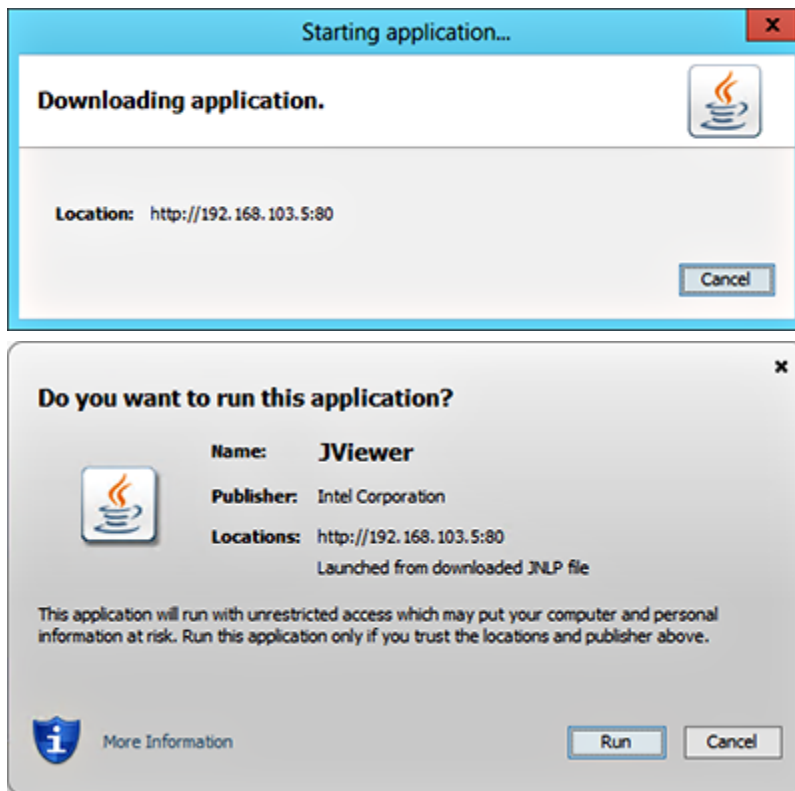 Starting application...
x
Downloading application.
Location: http://192.168.103.5:80
Cancel
x
Do you want to run this application?
Name: JViewer
Publisher: Intel Corporation
Locations: http://192.168.103.5:80
Launched from downloaded JNLP file
This application will run with unrestricted access which may put your computer and personal
information at risk. Run this application only if you trust the locations and publisher above.
i More Information
Run Cancel